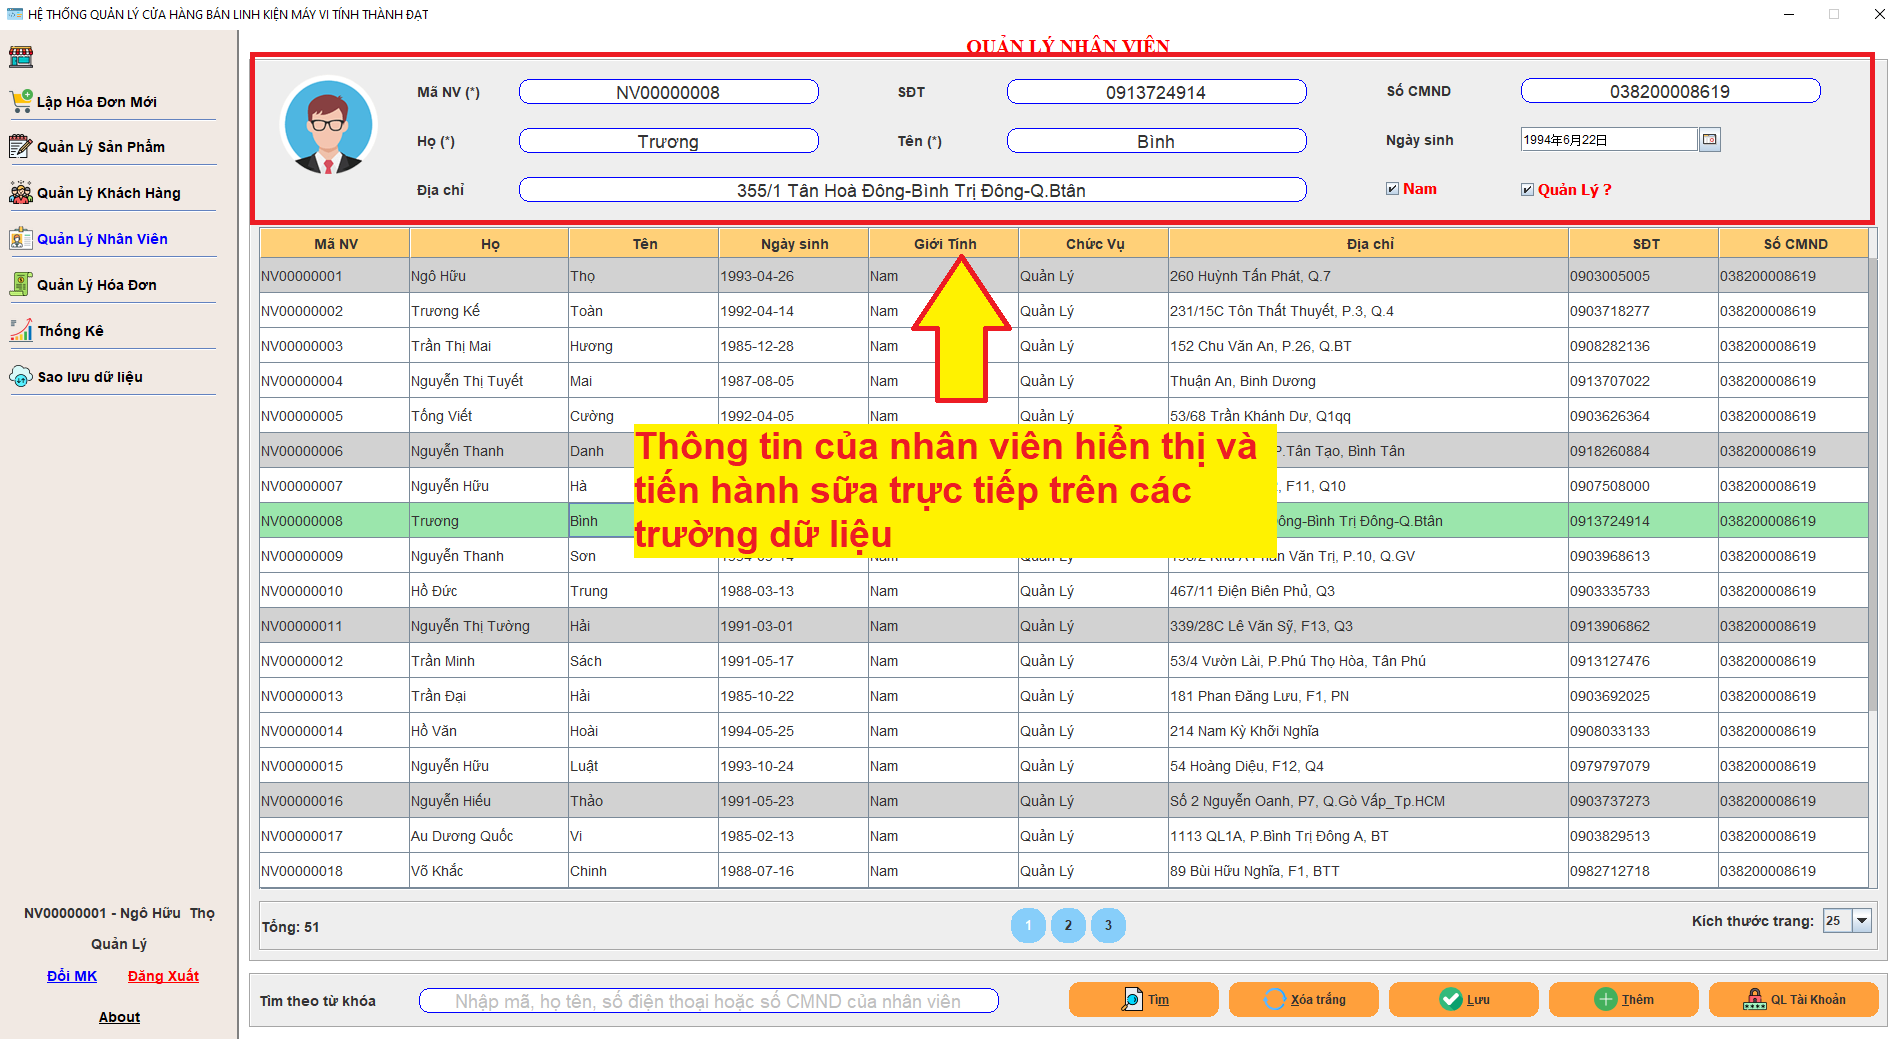 HỆ THỐNG QUẢN LÝ CỬA HÀNG BÁN LINH KIỆN MÁY VI TÍNH THÀNH ĐẠT
Lập Hóa Đơn Mới
Quản Lý Sản Phẩm
Quản Lý Khách Hàng
Quản Lý Nhân Viên
Quản Lý Hóa Đơn
Thống Kê
Sao lưu dữ liệu
NV00000001 - Ngô Hữu Thọ
Quản Lý
Đổi MK Đăng Xuất
About
QUẢN LÝ NHÂN VIÊN
Mã NV (*) NV00000008 SĐT 0913724914 Số CMND 038200008619
Họ (*) Trương Tên (*) Bình Ngày sinh 1994年6月22日
Địa chỉ 355/1 Tân Hoà Đông-Bình Trị Đông-Q.Btân Nam Quản Lý ?
Mã NV Họ Tên Ngày sinh Giới Tính Chức Vụ Địa chỉ SĐT Số CMND
NV00000001 Ngô Hữu Thọ 1993-04-26 Nam Quản Lý 260 Huỳnh Tấn Phát, Q.7 0903005005 038200008619
NV00000002 Trương Kế Toàn 1992-04-14 Nam Quản Lý 231/15C Tôn Thất Thuyết, P.3, Q.4 0903718277 038200008619
NV00000003 Trần Thị Mai Hương 1985-12-28 Nam Quản Lý 152 Chu Văn An, P.26, Q.BT 0908282136 038200008619
NV00000004 Nguyễn Thị Tuyết Mai 1987-08-05 Nam Quản Lý Thuận An, Bình Dương 0913707022 038200008619
NV00000005 Tống Viết Cường 1992-04-05 Nam Quản Lý 53/68 Trần Khánh Dư, Q1qq 0903626364 038200008619
NV00000006 Nguyễn Thanh Danh P.Tân Tạo, Bình Tân 0918260884 038200008619
NV00000007 Nguyễn Hữu Hà F11, Q10 0907508000 038200008619
NV00000008 Trương Bình ông-Bình Trị Đông-Q.Btân 0913724914 038200008619
NV00000009 Nguyễn Thanh Sơn Văn Trị, P.10, Q.GV 0903968613 038200008619
NV00000010 Hồ Đức Trung 1988-03-13 Nam Quản Lý 467/11 Điện Biên Phủ, Q3 0903335733 038200008619
NV00000011 Nguyễn Thị Tường Hải 1991-03-01 Nam Quản Lý 339/28C Lê Văn Sỹ, F13, Q3 0913906862 038200008619
NV00000012 Trần Minh Sách 1991-05-17 Nam Quản Lý 53/4 Vườn Lài, P.Phú Thọ Hòa, Tân Phú 0913127476 038200008619
NV00000013 Trần Đại Hải 1985-10-22 Nam Quản Lý 181 Phan Đăng Lưu, F1, PN 0903692025 038200008619
NV00000014 Hồ Văn Hoài 1994-05-25 Nam Quản Lý 214 Nam Kỳ Khỡi Nghĩa 0908033133 038200008619
NV00000015 Nguyễn Hữu Luật 1993-10-24 Nam Quản Lý 54 Hoàng Diệu, F12, Q4 0979797079 038200008619
NV00000016 Nguyễn Hiếu Thảo 1991-05-23 Nam Quản Lý Số 2 Nguyễn Oanh, P7, Q.Gò Vấp_Tp.HCM 0903737273 038200008619
NV00000017 Au Dương Quốc Vi 1985-02-13 Nam Quản Lý 1113 QL1A, P.Bình Trị Đông A, BT 0903829513 038200008619
NV00000018 Võ Khắc Chinh 1988-07-16 Nam Quản Lý 89 Bùi Hữu Nghĩa, F1, BTT 0982712718 038200008619
Thông tin của nhân viên hiển thị và
tiến hành sữa trực tiếp trên các
trường dữ liệu
Tổng: 51 1 2 3 Kích thước trang: 25
Tìm theo từ khóa Nhập mã, họ tên, số điện thoại hoặc số CMND của nhân viên Tìm Xóa trắng Lưu Thêm QL Tài Khoản